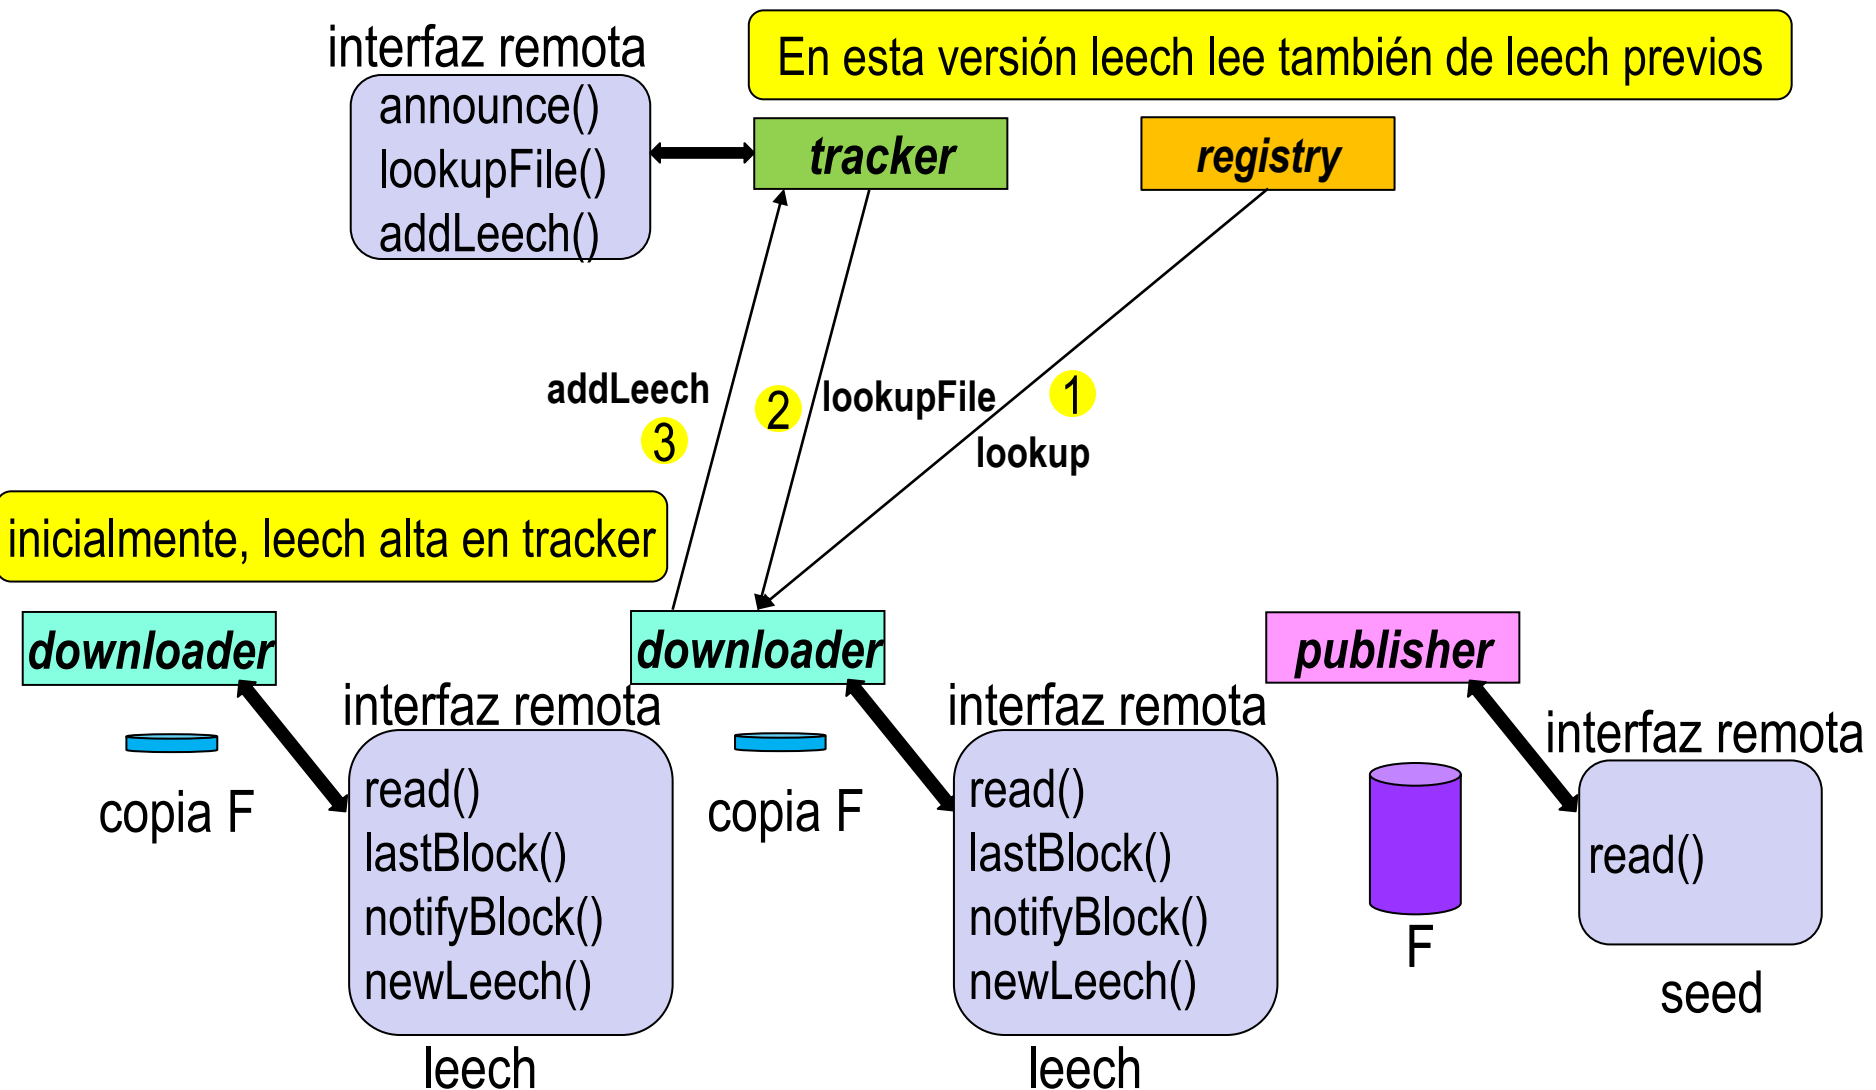 interfaz remota
En esta versión leech lee también de leech previos
announce()
lookupFile()
addLeech()
tracker
registry
addLeech
3
2
lookupFile
1
lookup
inicialmente, leech alta en tracker
downloader
downloader
publisher
interfaz remota
interfaz remota
interfaz remota
copia F
read()
lastBlock()
notifyBlock()
newLeech()
leech
copia F
read()
lastBlock()
notifyBlock()
newLeech()
leech
F
read()
seed